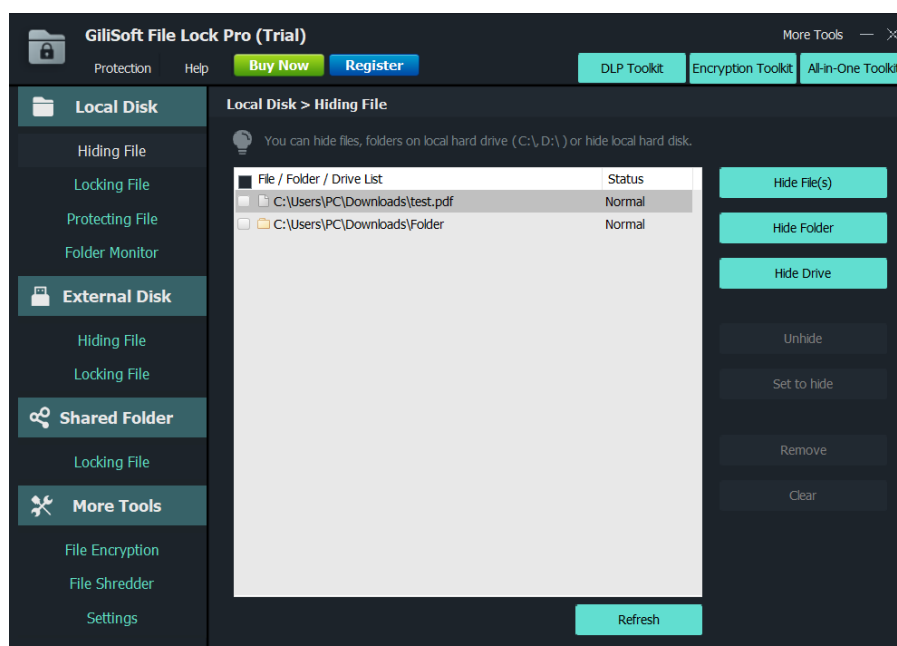 GiliSoft File Lock Pro (Trial)
More Tools
Protection Help Buy Now Register
DLP Toolkit Encryption Toolkit All-in-One Toolkit
Local Disk
Hiding File
Locking File
Protecting File
Folder Monitor
External Disk
Hiding File
Locking File
Shared Folder
Locking File
More Tools
File Encryption
File Shredder
Settings
Local Disk > Hiding File
You can hide files, folders on local hard drive (C:\, D:\ ) or hide local hard disk.
File / Folder / Drive List Status
C:\Users\PC\Downloads\test.pdf Normal
C:\Users\PC\Downloads\Folder Normal
Hide File(s)
Hide Folder
Hide Drive
Unhide
Set to hide
Remove
Clear
Refresh